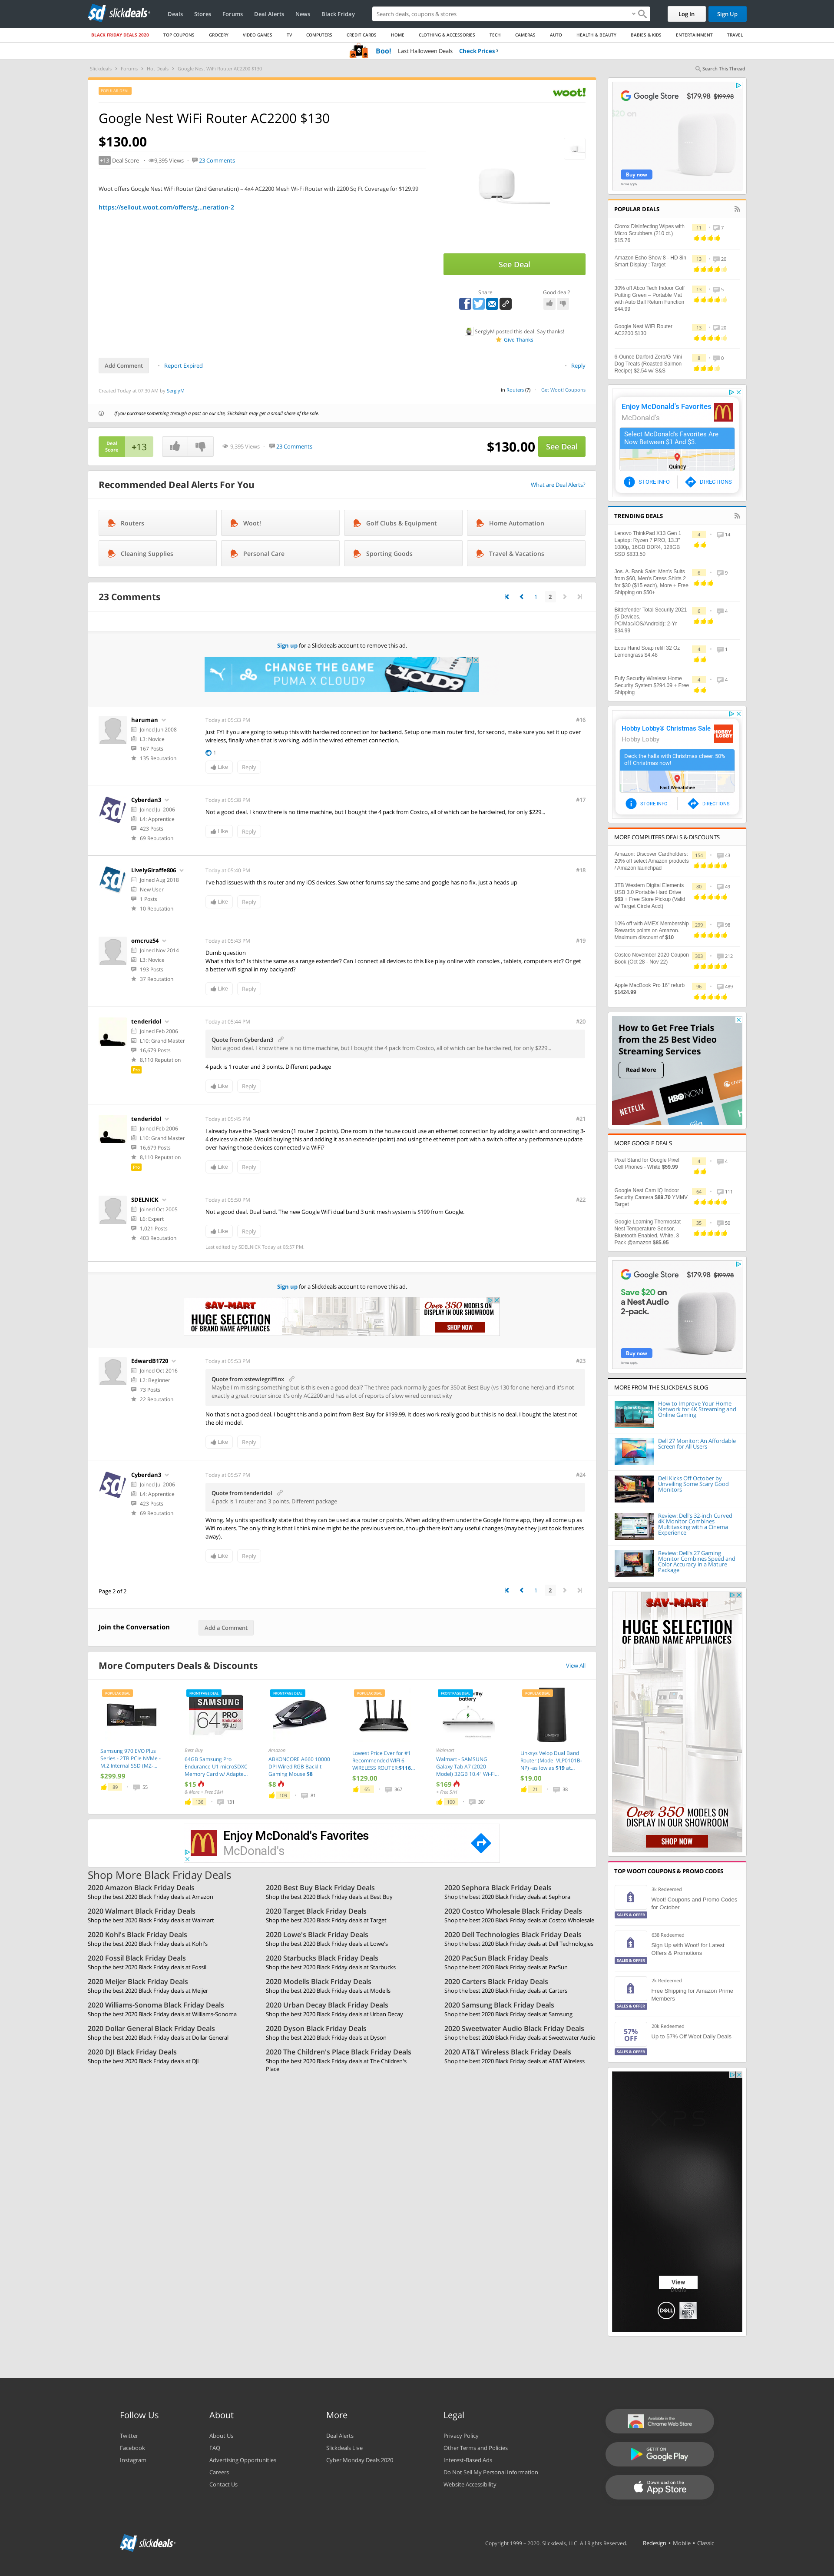 slickdeals
Deals Stores Forums Deal Alerts News Black Friday
Search deals, coupons & stores
Log In
Sign Up
BLACK FRIDAY DEALS 2020 TOP COUPONS GROCERY VIDEO GAMES TV COMPUTERS CREDIT CARDS HOME CLOTHING & ACCESSORIES TECH CAMERAS AUTO HEALTH & BEAUTY BABIES & KIDS ENTERTAINMENT TRAVEL
Boo! Last Halloween Deals Check Prices ›
Slickdeals > Forums > Hot Deals > Google Nest WiFi Router AC2200 $130
Search This Thread
woot!
Google Nest WiFi Router AC2200 $130
$130.00
+13 Deal Score 9,395 Views 23 Comments
Woot offers Google Nest WiFi Router (2nd Generation) – 4x4 AC2200 Mesh Wi-Fi Router with 2200 Sq Ft Coverage for $129.99
https://sellout.woot.com/offers/g...neration-2
See Deal
Share
Good deal?
SergiyM posted this deal. Say thanks!
Give Thanks
Add Comment
Report Expired
Reply
Created Today at 07:36 AM by SergiyM
in Routers (7) Get Woot! Coupons
If you purchase something through a post on our site, Slickdeals may get a small share of the sale.
Deal Score +13
9,395 Views 23 Comments
$130.00 See Deal
Recommended Deal Alerts For You
What are Deal Alerts?
Routers
Woot!
Golf Clubs & Equipment
Home Automation
Cleaning Supplies
Personal Care
Sporting Goods
Travel & Vacations
23 Comments
1 2
Sign up for a Slickdeals account to remove this ad.
CHANGE THE GAME
PUMA X CLOUD9
haruman
Joined Jun 2008
L3: Novice
167 Posts
135 Reputation
Today at 05:33 PM
#16
Just FYI if you are going to setup this with hardwired connection for backend. Setup one main router first, for second, make sure you set it up over
wireless, finally when that is working, add in the wired ethernet connection.
1
Like Reply
Cyberdan3
Joined Jul 2006
L4: Apprentice
423 Posts
69 Reputation
Today at 05:38 PM
#17
Not a good deal. I know there is no time machine, but I bought the 4 pack from Costco, all of which can be hardwired, for only $229...
Like Reply
LivelyGiraffe806
Joined Aug 2018
New User
1 Posts
10 Reputation
Today at 05:40 PM
#18
I've had issues with this router and my iOS devices. Saw other forums say the same and google has no fix. Just a heads up
Like Reply
omcruz54
Joined Nov 2014
L3: Novice
193 Posts
37 Reputation
Today at 05:43 PM
#19
Dumb question
What's this for? Is this the same as a range extender? Can I connect all devices to this like play online with consoles , tablets, computers etc? Or get
a better wifi signal in my backyard?
Like Reply
tenderidol
Joined Feb 2006
L10: Grand Master
16,679 Posts
8,110 Reputation
Pro
Today at 05:44 PM
#20
Quote from Cyberdan3
Not a good deal. I know there is no time machine, but I bought the 4 pack from Costco, all of which can be hardwired, for only $229...
4 pack is 1 router and 3 points. Different package
Like Reply
tenderidol
Joined Feb 2006
L10: Grand Master
16,679 Posts
8,110 Reputation
Pro
Today at 05:45 PM
#21
I already have the 3-pack version (1 router 2 points). One room in the house could use an ethernet connection by adding a switch and connecting 3-
4 devices via cable. Would buying this and adding it as an extender (point) and using the ethernet port with a switch offer any performance update
over having those devices connected via WiFi?
Like Reply
SDELNICK
Joined Oct 2005
L6: Expert
1,021 Posts
403 Reputation
Today at 05:50 PM
#22
Not a good deal. Dual band. The new Google WiFi dual band 3 unit mesh system is $199 from Google.
Like Reply
Last edited by SDELNICK Today at 05:57 PM.
Sign up for a Slickdeals account to remove this ad.
SAV-MART
HUGE SELECTION
OF BRAND NAME APPLIANCES
OVER 350 MODELS ON
DISPLAY IN OUR SHOWROOM
SHOP NOW
EdwardB1720
Joined Oct 2016
L2: Beginner
73 Posts
22 Reputation
Today at 05:53 PM
#23
Quote from xstewiegriffinx
Maybe I'm missing something but is this even a good deal? The three pack normally goes for 350 at Best Buy (vs 130 for one here) and it's not
exactly a great router since it's only AC2200 and has a lot of reports of slow wired connectivity
No that's not a good deal. I bought this and a point from Best Buy for $199.99. It does work really good but this is no deal. I bought the latest not
the old model.
Like Reply
Cyberdan3
Joined Jul 2006
L4: Apprentice
423 Posts
69 Reputation
Today at 05:57 PM
#24
Quote from tenderidol
4 pack is 1 router and 3 points. Different package
Wrong. My units specifically state that they can be used as a router or points. When adding them under the Google Home app, they all come up as
Wifi routers. The only thing is that I think mine might be the previous version, though there isn't any useful changes (maybe they just took features
away).
Like Reply
Page 2 of 2
1 2
Join the Conversation
Add a Comment
More Computers Deals & Discounts
View All
Samsung 970 EVO Plus
Series - 2TB PCIe NVMe -
M.2 Internal SSD (MZ-...
$299.99
89 55
SAMSUNG
64 PRO
Best Buy
64GB Samsung Pro
Endurance U1 microSDXC
Memory Card w/ Adapte...
$15
& More + Free S&H
136 131
Amazon
ABKONCORE A660 10000
DPI Wired RGB Backlit
Gaming Mouse $8
$8
109 81
Lowest Price Ever for #1
Recommended WIFI 6
WIRELESS ROUTER:$116...
$129.00
65 367
Walmart
Walmart - SAMSUNG
Galaxy Tab A7 (2020
Model) 32GB 10.4" Wi-Fi...
$169
+ Free S/H
100 301
Linksys Velop Dual Band
Router (Model VLP0101B-
NP) -as low as $19 at...
$19.00
21 38
Enjoy McDonald's Favorites
McDonald's
Shop More Black Friday Deals
2020 Amazon Black Friday Deals
Shop the best 2020 Black Friday deals at Amazon
2020 Best Buy Black Friday Deals
Shop the best 2020 Black Friday deals at Best Buy
2020 Sephora Black Friday Deals
Shop the best 2020 Black Friday deals at Sephora
2020 Walmart Black Friday Deals
Shop the best 2020 Black Friday deals at Walmart
2020 Target Black Friday Deals
Shop the best 2020 Black Friday deals at Target
2020 Costco Wholesale Black Friday Deals
Shop the best 2020 Black Friday deals at Costco Wholesale
2020 Kohl's Black Friday Deals
Shop the best 2020 Black Friday deals at Kohl's
2020 Lowe's Black Friday Deals
Shop the best 2020 Black Friday deals at Lowe's
2020 Dell Technologies Black Friday Deals
Shop the best 2020 Black Friday deals at Dell Technologies
2020 Fossil Black Friday Deals
Shop the best 2020 Black Friday deals at Fossil
2020 Starbucks Black Friday Deals
Shop the best 2020 Black Friday deals at Starbucks
2020 PacSun Black Friday Deals
Shop the best 2020 Black Friday deals at PacSun
2020 Meijer Black Friday Deals
Shop the best 2020 Black Friday deals at Meijer
2020 Modells Black Friday Deals
Shop the best 2020 Black Friday deals at Modells
2020 Carters Black Friday Deals
Shop the best 2020 Black Friday deals at Carters
2020 Williams-Sonoma Black Friday Deals
Shop the best 2020 Black Friday deals at Williams-Sonoma
2020 Urban Decay Black Friday Deals
Shop the best 2020 Black Friday deals at Urban Decay
2020 Samsung Black Friday Deals
Shop the best 2020 Black Friday deals at Samsung
2020 Dollar General Black Friday Deals
Shop the best 2020 Black Friday deals at Dollar General
2020 Dyson Black Friday Deals
Shop the best 2020 Black Friday deals at Dyson
2020 Sweetwater Audio Black Friday Deals
Shop the best 2020 Black Friday deals at Sweetwater Audio
2020 DJI Black Friday Deals
Shop the best 2020 Black Friday deals at DJI
2020 The Children's Place Black Friday Deals
Shop the best 2020 Black Friday deals at The Children's
Place
2020 AT&T Wireless Black Friday Deals
Shop the best 2020 Black Friday deals at AT&T Wireless
Google Store $179.98 $199.98
Buy now
POPULAR DEALS
Clorox Disinfecting Wipes with
Micro Scrubbers (210 ct.)
$15.76
11 7
Amazon Echo Show 8 - HD 8in
Smart Display : Target
13 20
30% off Abco Tech Indoor Golf
Putting Green – Portable Mat
with Auto Ball Return Function
$44.99
13 5
Google Nest WiFi Router
AC2200 $130
13 20
6-Ounce Darford Zero/G Mini
Dog Treats (Roasted Salmon
Recipe) $2.54 w/ S&S
8 0
Enjoy McDonald's Favorites
McDonald's
Select McDonald's Favorites Are
Now Between $1 And $3.
Quincy
STORE INFO DIRECTIONS
TRENDING DEALS
Lenovo ThinkPad X13 Gen 1
Laptop: Ryzen 7 PRO, 13.3"
1080p, 16GB DDR4, 128GB
SSD $833.50
4 14
Jos. A. Bank Sale: Men's Suits
from $60, Men's Dress Shirts 2
for $30 ($15 each), More + Free
Shipping on $50+
6 9
Bitdefender Total Security 2021
(5 Devices,
PC/Mac/iOS/Android): 2-Yr
$34.99
6 4
Ecos Hand Soap refill 32 Oz
Lemongrass $4.48
4 1
Eufy Security Wireless Home
Security System $294.09 + Free
Shipping
4 4
Hobby Lobby® Christmas Sale
Hobby Lobby
Deck the halls with Christmas cheer. 50%
off Christmas now!
East Wenatchee
STORE INFO DIRECTIONS
MORE COMPUTERS DEALS & DISCOUNTS
Amazon: Discover Cardholders:
20% off select Amazon products
/ Amazon launchpad
154 43
3TB Western Digital Elements
USB 3.0 Portable Hard Drive
$63 + Free Store Pickup (Valid
w/ Target Circle Acct)
80 49
10% off with AMEX Membership
Rewards points on Amazon.
Maximum discount of $10
299 98
Costco November 2020 Coupon
Book (Oct 28 - Nov 22)
303 212
Apple MacBook Pro 16" refurb
$1424.99
96 489
How to Get Free Trials
from the 25 Best Video
Streaming Services
Read More
NETFLIX HBO NOW
MORE GOOGLE DEALS
Pixel Stand for Google Pixel
Cell Phones - White $59.99
4 4
Google Nest Cam IQ Indoor
Security Camera $69.70 YMMV
Target
64 111
Google Learning Thermostat
Nest Temperature Sensor,
Bluetooth Enabled, White, 3
Pack @amazon $85.95
35 50
Google Store $179.98 $199.98
Save $20 on
a Nest Audio
2-pack.
Buy now
MORE FROM THE SLICKDEALS BLOG
How to Improve Your Home
Network for 4K Streaming and
Online Gaming
Dell 27 Monitor: An Affordable
Screen for All Users
Dell Kicks Off October by
Unveiling Some Scary Good
Monitors
Review: Dell's 32-inch Curved
4K Monitor Combines
Multitasking with a Cinema
Experience
Review: Dell's 27 Gaming
Monitor Combines Speed and
Color Accuracy in a Mature
Package
SAV-MART
HUGE SELECTION
OF BRAND NAME APPLIANCES
OVER 350 MODELS ON
DISPLAY IN OUR SHOWROOM
SHOP NOW
TOP WOOT! COUPONS & PROMO CODES
3k Redeemed
Woot! Coupons and Promo Codes
for October
SALES & OFFER
638 Redeemed
Sign Up with Woot! for Latest
Offers & Promotions
SALES & OFFER
2k Redeemed
Free Shipping for Amazon Prime
Members
SALES & OFFER
57% OFF
20k Redeemed
Up to 57% Off Woot Daily Deals
SALES & OFFER
View
DELL
Follow Us
Twitter
Facebook
Instagram
About
About Us
FAQ
Advertising Opportunities
Careers
Contact Us
More
Deal Alerts
Slickdeals Live
Cyber Monday Deals 2020
Legal
Privacy Policy
Other Terms and Policies
Interest-Based Ads
Do Not Sell My Personal Information
Website Accessibility
Available in the
Chrome Web Store
GET IT ON
Google Play
Download on the
App Store
slickdeals
Copyright 1999 – 2020. Slickdeals, LLC. All Rights Reserved. Redesign • Mobile • Classic